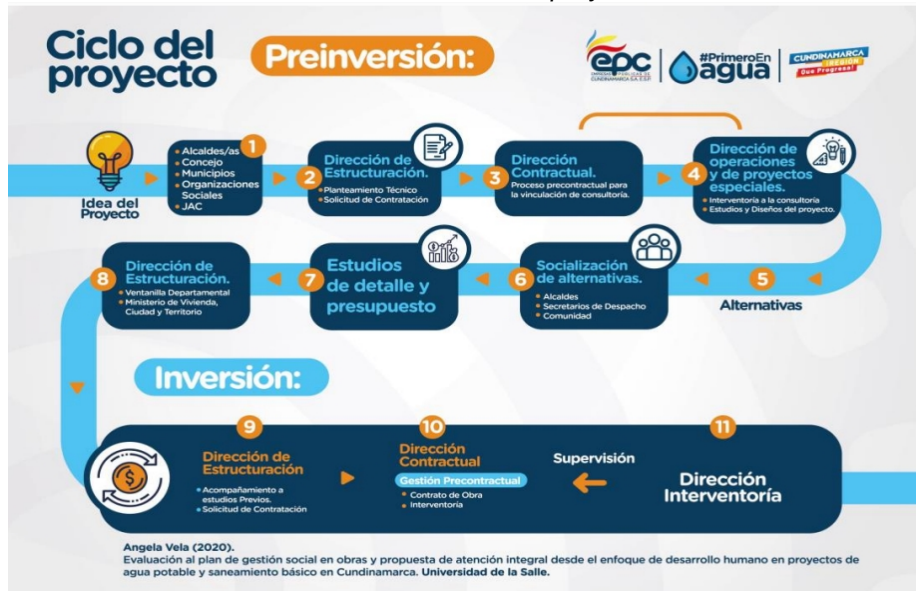 Ciclo del
proyecto
Preinversión:
epc
EMPRESAS PÚBLICAS DE
CUNDINAMARCA S.A. E.S.P.
#PrimeroEn
agua
CUNDINAMARCA
REGIÓN
Que Progresa!
Idea del
Proyecto
1
Alcaldes/as
Concejo
Municipios
Organizaciones
Sociales
JAC
2
Dirección de
Estructuración.
Planteamiento Técnico
Solicitud de Contratación
3
Dirección
Contractual.
Proceso precontractual para
la vinculación de consultoría.
4
Dirección de
operaciones
y de proyectos
especiales.
Interventoría a la consultoría
Estudios y Diseños del proyecto.
5
Alternativas
6
Socialización
de alternativas.
Alcaldes
Secretarios de Despacho
Comunidad
7
Estudios
de detalle y
presupuesto
8
Dirección de
Estructuración.
Ventanilla Departamental
Ministerio de Vivienda,
Ciudad y Territorio
Inversión:
9
Dirección de
Estructuración
Acompañamiento a
estudios Previos.
Solicitud de Contratación
10
Dirección
Contractual
Gestión Precontractual
Contrato de Obra
Interventoría
Supervisión
11
Dirección
Interventoría
Angela Vela (2020).
Evaluación al plan de gestión social en obras y propuesta de atención integral desde el enfoque de desarrollo humano en proyectos de
agua potable y saneamiento básico en Cundinamarca. Universidad de la Salle.